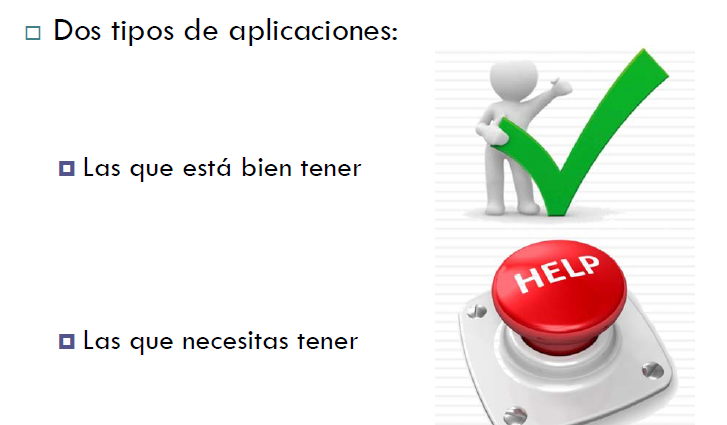 Dos tipos de aplicaciones:
Las que está bien tener
HELP
Las que necesitas tener